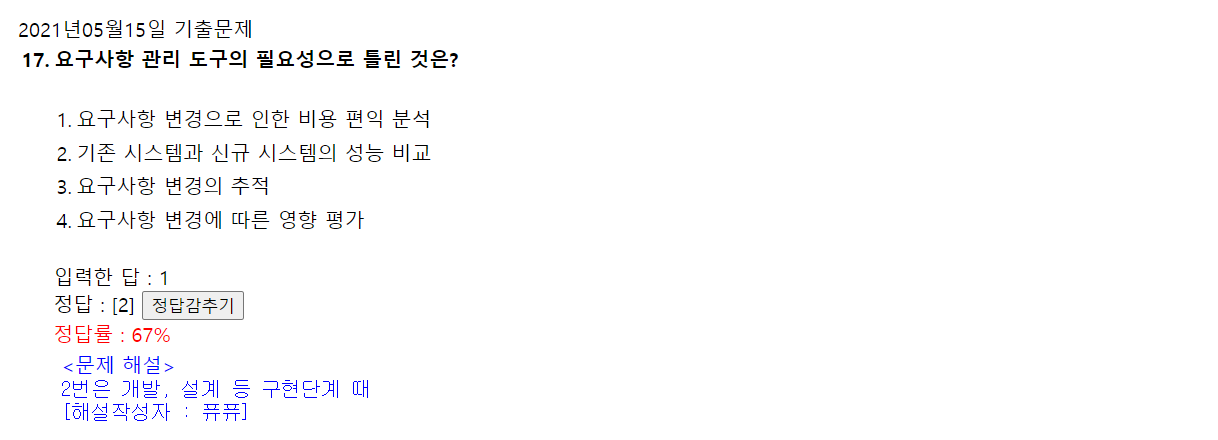 2021년05월15일 기출문제
17. 요구사항 관리 도구의 필요성으로 틀린 것은?
1. 요구사항 변경으로 인한 비용 편익 분석
2. 기존 시스템과 신규 시스템의 성능 비교
3. 요구사항 변경의 추적
4. 요구사항 변경에 따른 영향 평가
입력한 답 : 1
정답 : [2] 정답감추기
정답률 : 67%
<문제 해설>
2번은 개발, 설계 등 구현단계 때
[해설작성자 : 퓨퓨]